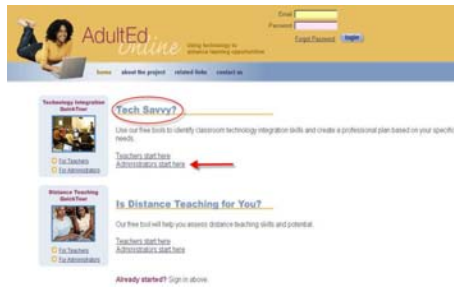 Email
Password
Forgot Password
login
AdultEd
Online
Using technology to
enhance learning opportunities
home
about the project
related links
contact us
Technology Integration
QuickTour
For Teachers
For Administrators
Tech Savvy?
Use our free tools to identify classroom technology integration skills and create a professional plan based on your specific
needs.
Teachers start here
Administrators start here
Distance Teaching
QuickTour
For Teachers
For Administrators
Is Distance Teaching for You?
Our free tool will help you assess distance teaching skills and potential.
Teachers start here
Administrators start here
Already started? Sign in above.